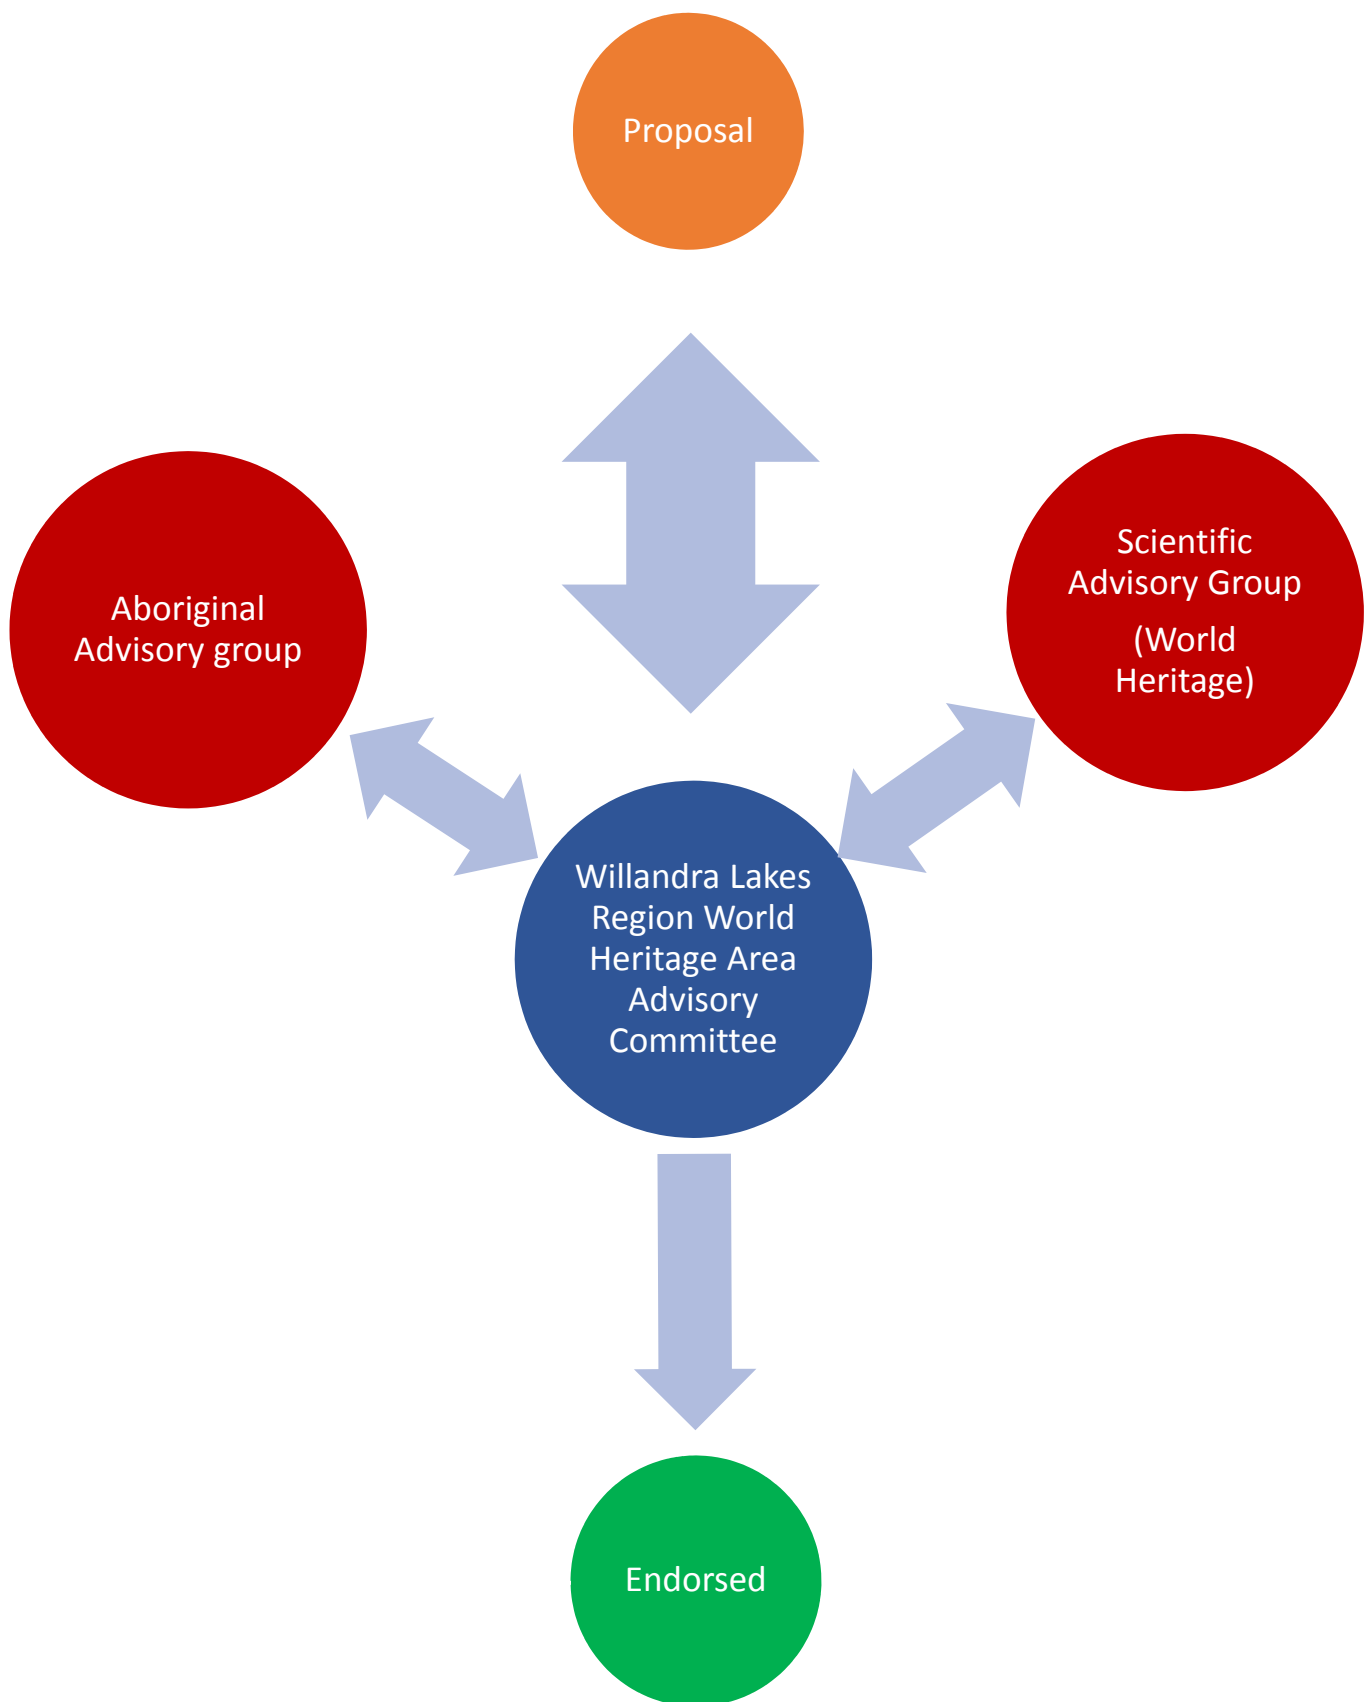 Proposal
Aboriginal
Advisory group
Scientific
Advisory Group
(World
Heritage)
Willandra Lakes
Region World
Heritage Area
Advisory
Committee
Endorsed